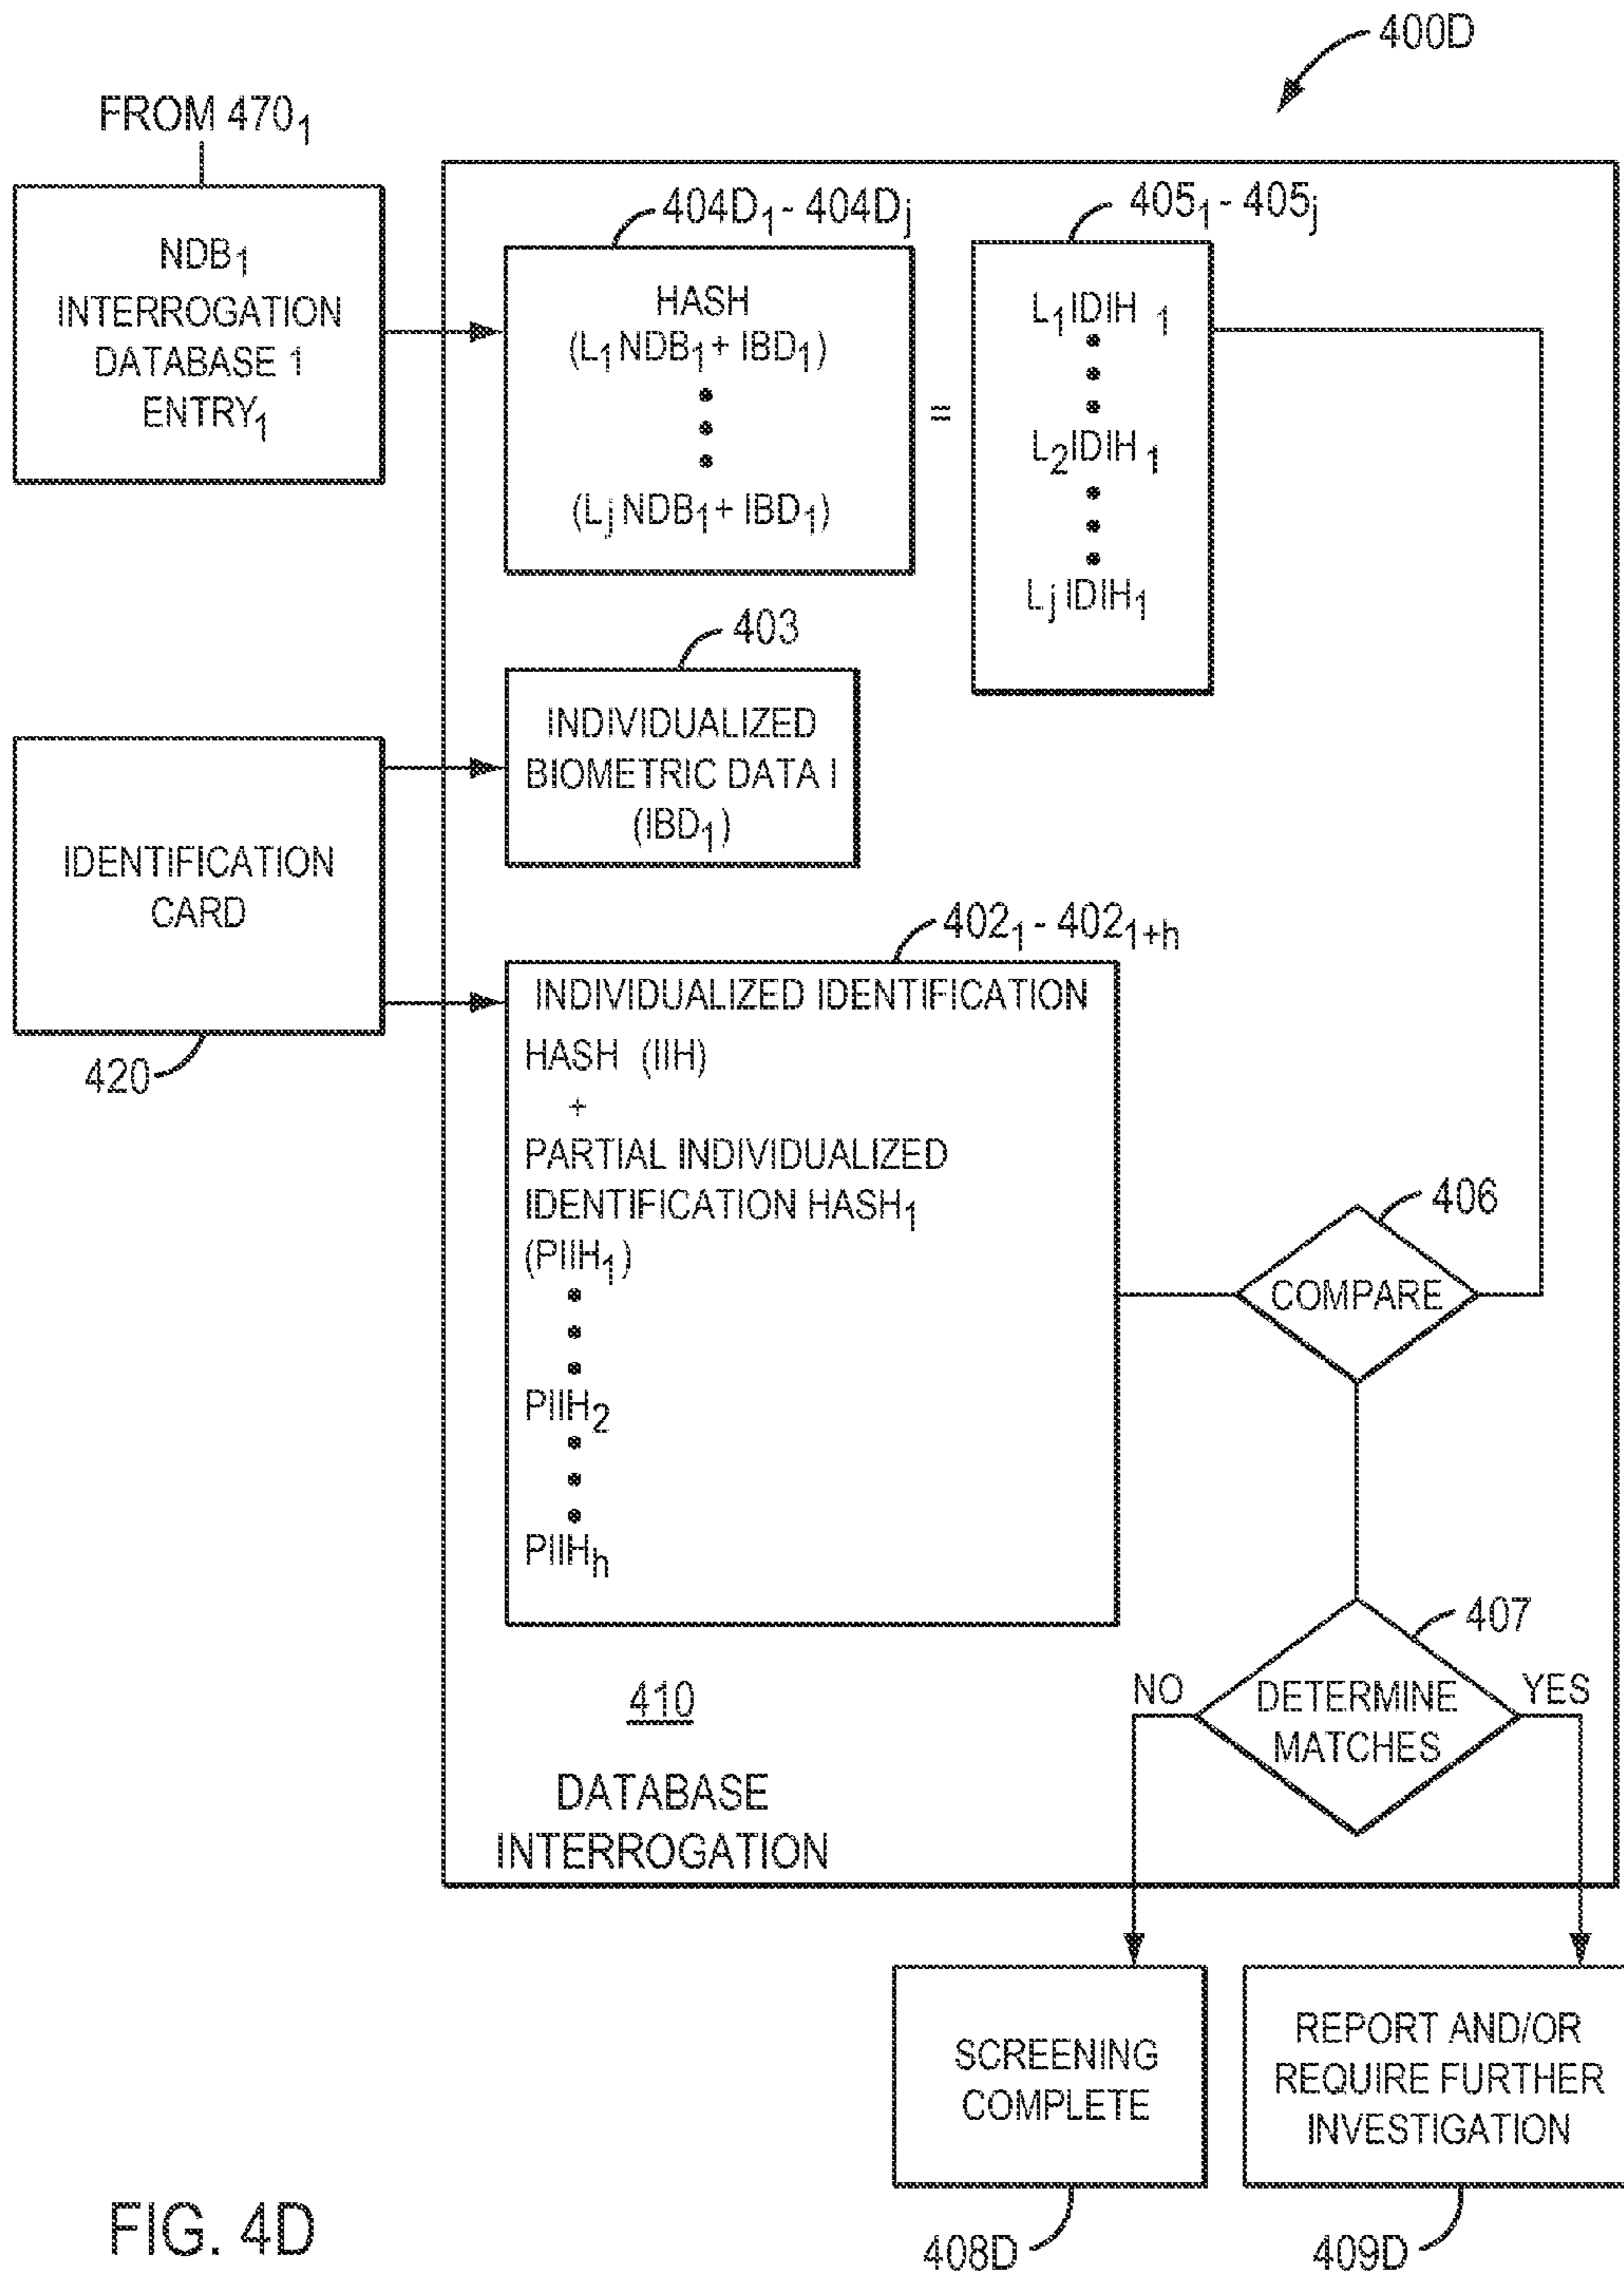 400D
FROM 470₁
NDB₁
INTERROGATION
DATABASE 1
ENTRY₁
404D₁ - 404Dⱼ
HASH
(L₁ NDB₁ + IBD₁)
(Lⱼ NDB₁ + IBD₁)
=
405₁ - 405ⱼ
L₁IDIH ₁
L₂IDIH ₁
Lⱼ IDIH₁
403
INDIVIDUALIZED
BIOMETRIC DATA I
(IBD₁)
IDENTIFICATION
CARD
420
402₁ - 402₁₊ₕ
INDIVIDUALIZED IDENTIFICATION
HASH (IIH)
+
PARTIAL INDIVIDUALIZED
IDENTIFICATION HASH₁
(PIIH₁)
PIIH₂
PIIHₕ
406
COMPARE
407
NO
DETERMINE
MATCHES
YES
410
DATABASE
INTERROGATION
SCREENING
COMPLETE
408D
REPORT AND/OR
REQUIRE FURTHER
INVESTIGATION
409D
FIG. 4D